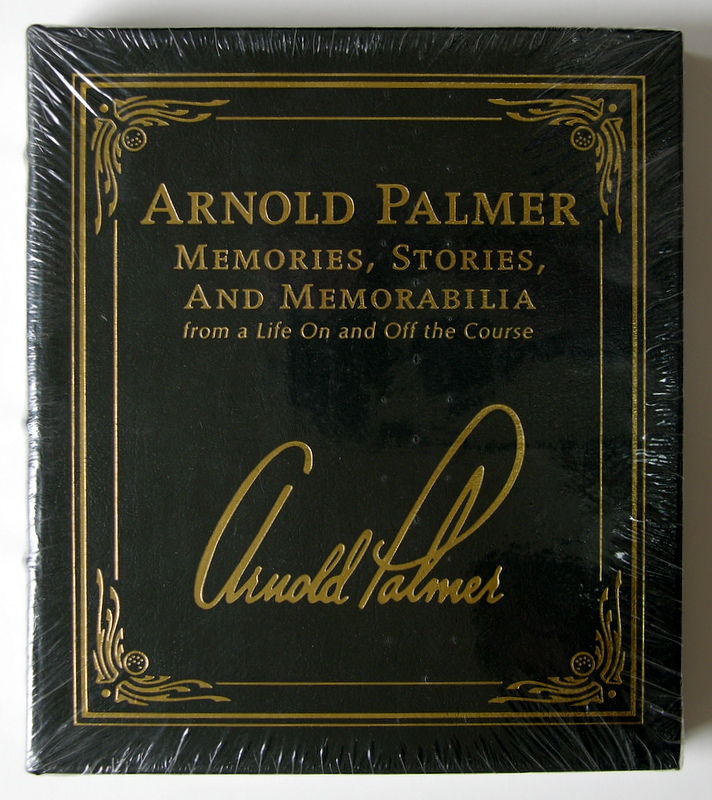 ARNOLD PALMER
MEMORIES, STORIES,
AND MEMORABILIA
from a Life On and Off the Course
Arnold Palmer